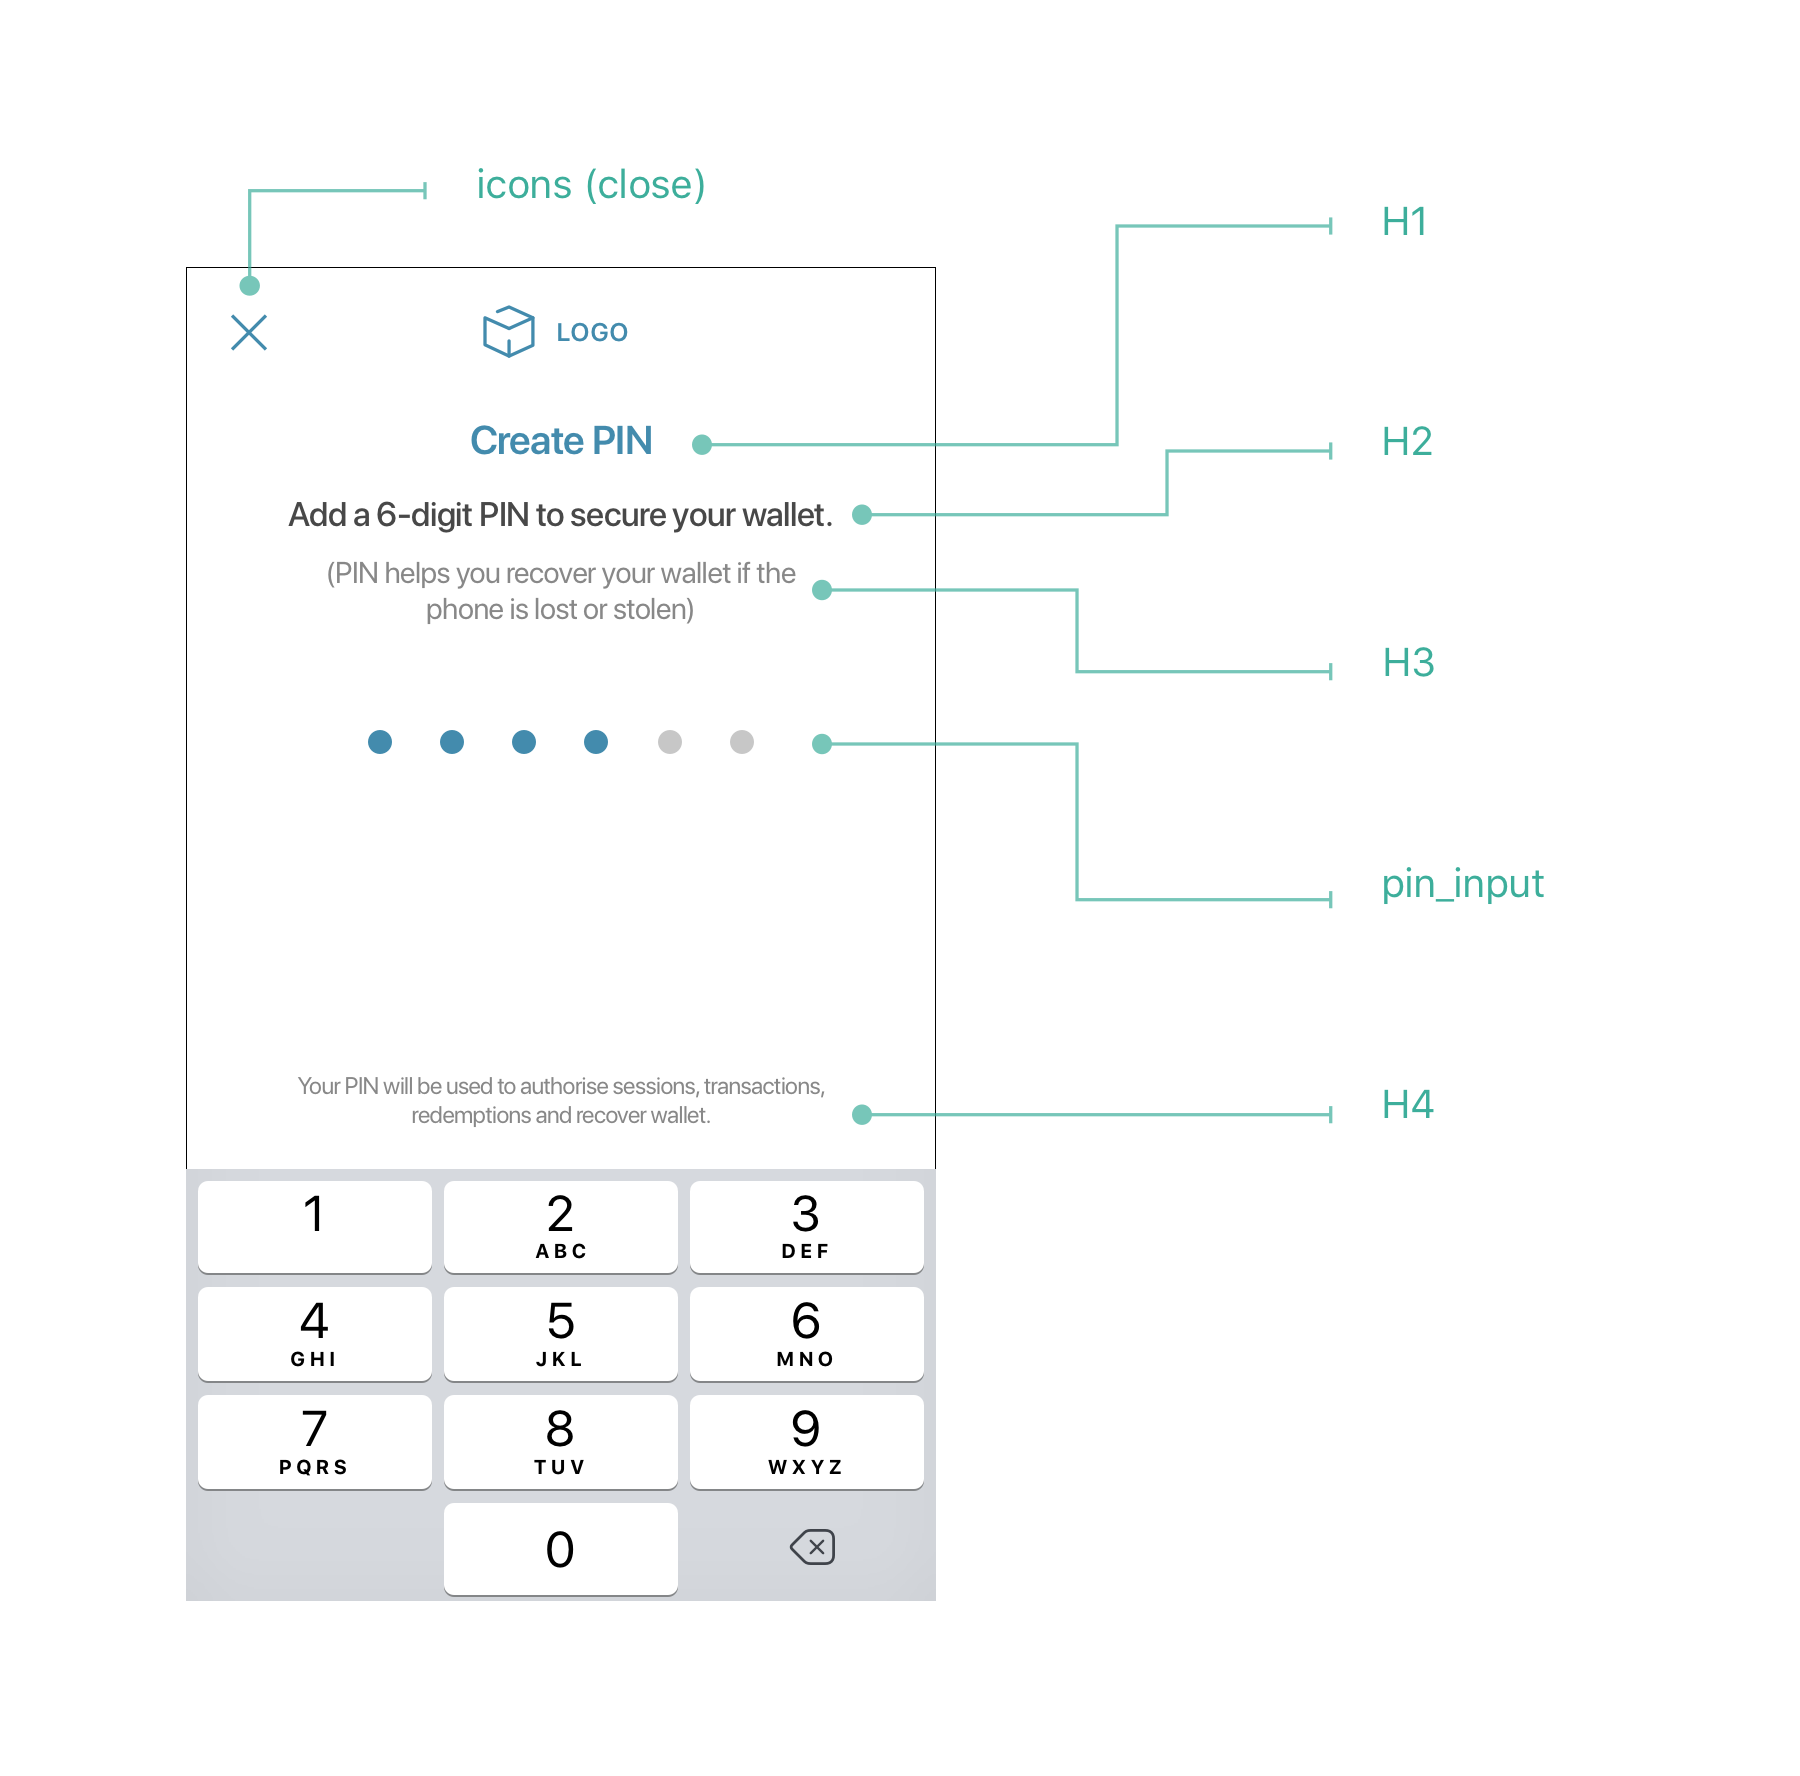 icons (close)
H1
LOGO
Create PIN
H2
Add a 6-digit PIN to secure your wallet.
(PIN helps you recover your wallet if the
phone is lost or stolen)
H3
pin_input
Your PIN will be used to authorise sessions, transactions,
redemptions and recover wallet.
H4
1 2 3
ABC DEF
4 5 6
GHI JKL MNO
7 8 9
PQRS TUV WXYZ
0